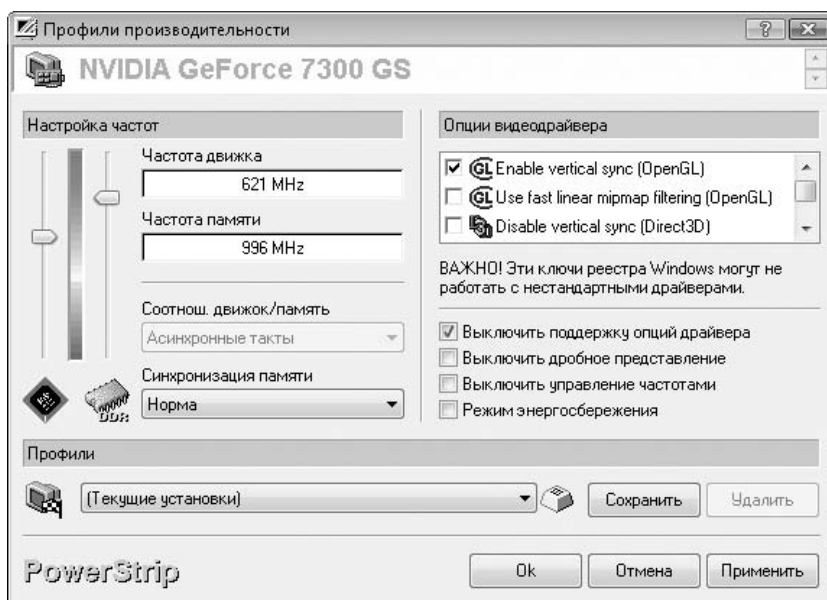 Профили производительности
NVIDIA GeForce 7300 GS
Настройка частот
Частота движка
621 MHz
Частота памяти
996 MHz
Соотнош. движок/память
Асинхронные такты
Синхронизация памяти
Норма
DDR
Опции видеодрайвера
GL Enable vertical sync (OpenGL)
GL Use fast linear mipmap filtering (OpenGL)
Disable vertical sync (Direct3D)
ВАЖНО! Эти ключи реестра Windows могут не
работать с нестандартными драйверами.
Выключить поддержку опций драйвера
Выключить дробное представление
Выключить управление частотами
Режим энергосбережения
Профили
(Текущие установки)
Сохранить
Удалить
PowerStrip
Ok
Отмена
Применить